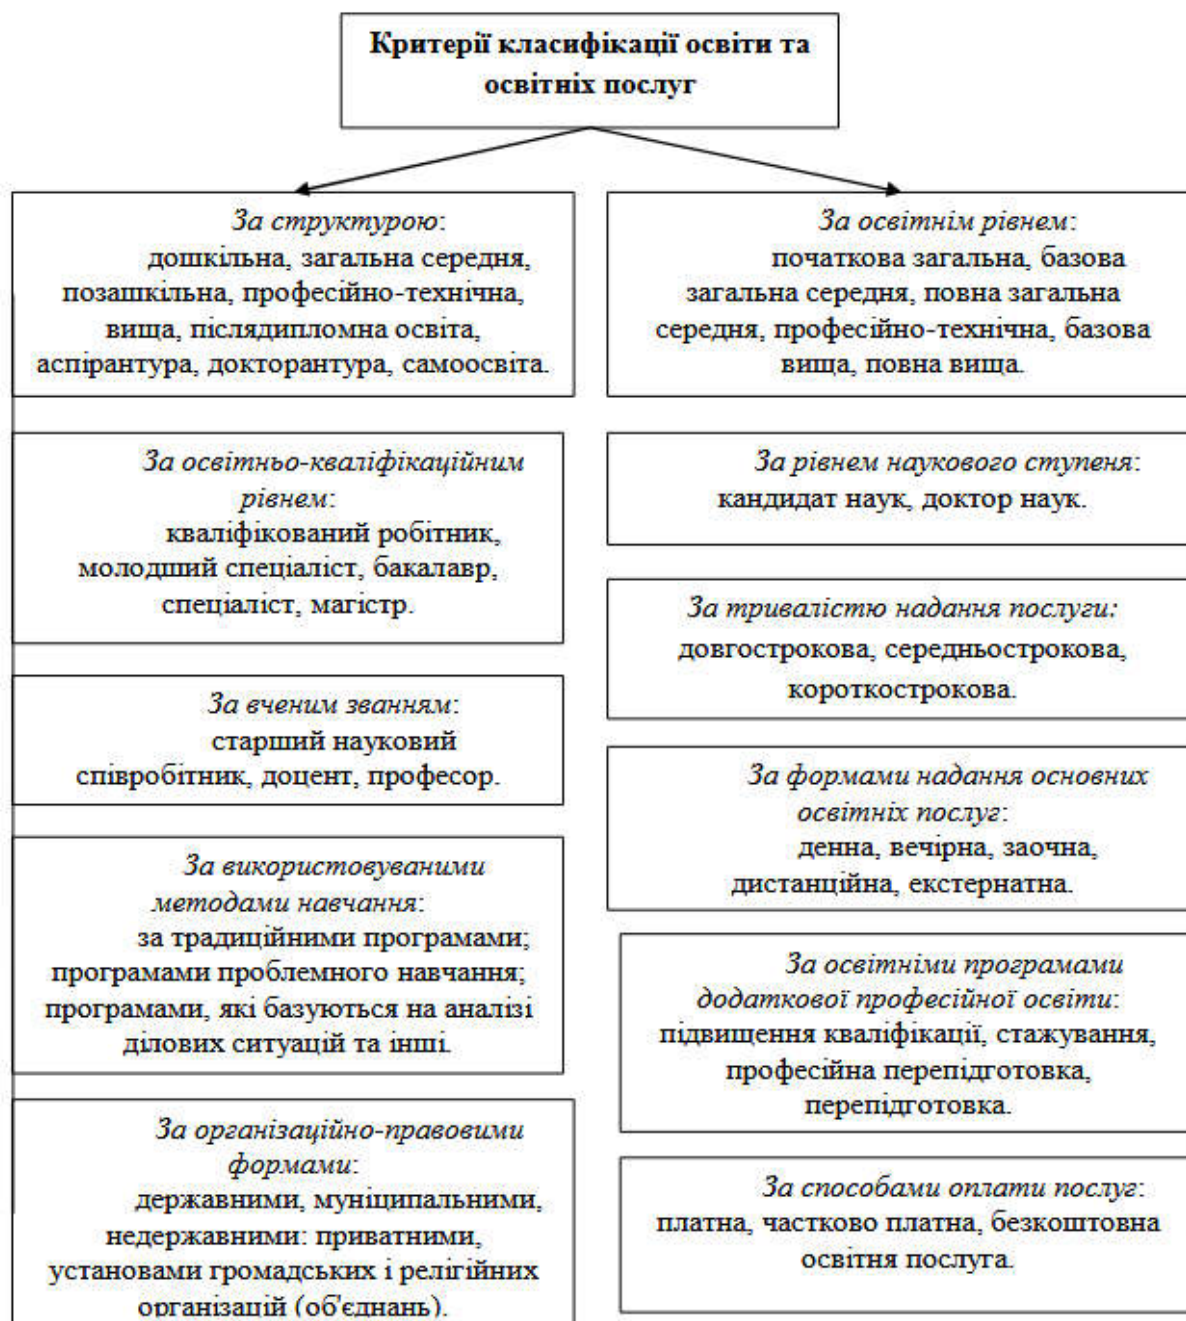 Критерії класифікації освіти та
освітніх послуг
За структурою:
дошкільна, загальна середня,
позашкільна, професійно-технічна,
вища, післядипломна освіта,
аспірантура, докторантура, самоосвіта.
За освітньо-кваліфікаційним
рівнем:
кваліфікований робітник,
молодший спеціаліст, бакалавр,
спеціаліст, магістр.
За вченим званням:
старший науковий
співробітник, доцент, професор.
За використовуваними
методами навчання:
за традиційними програмами;
програмами проблемного навчання;
програмами, які базуються на аналізі
ділових ситуацій та інші.
За організаційно-правовими
формами:
державними, муніципальними,
недержавними: приватними,
установами громадських і релігійних
організацій (об'єднань).
За освітнім рівнем:
початкова загальна, базова
загальна середня, повна загальна
середня, професійно-технічна, базова
вища, повна вища.
За рівнем наукового ступеня:
кандидат наук, доктор наук.
За тривалістю надання послуги:
довгострокова, середньострокова,
короткострокова.
За формами надання основних
освітніх послуг:
денна, вечірна, заочна,
дистанційна, екстернатна.
За освітніми програмами
додаткової професійної освіти:
підвищення кваліфікації, стажування,
професійна перепідготовка,
перепідготовка.
За способами оплати послуг:
платна, частково платна, безкоштовна
освітня послуга.